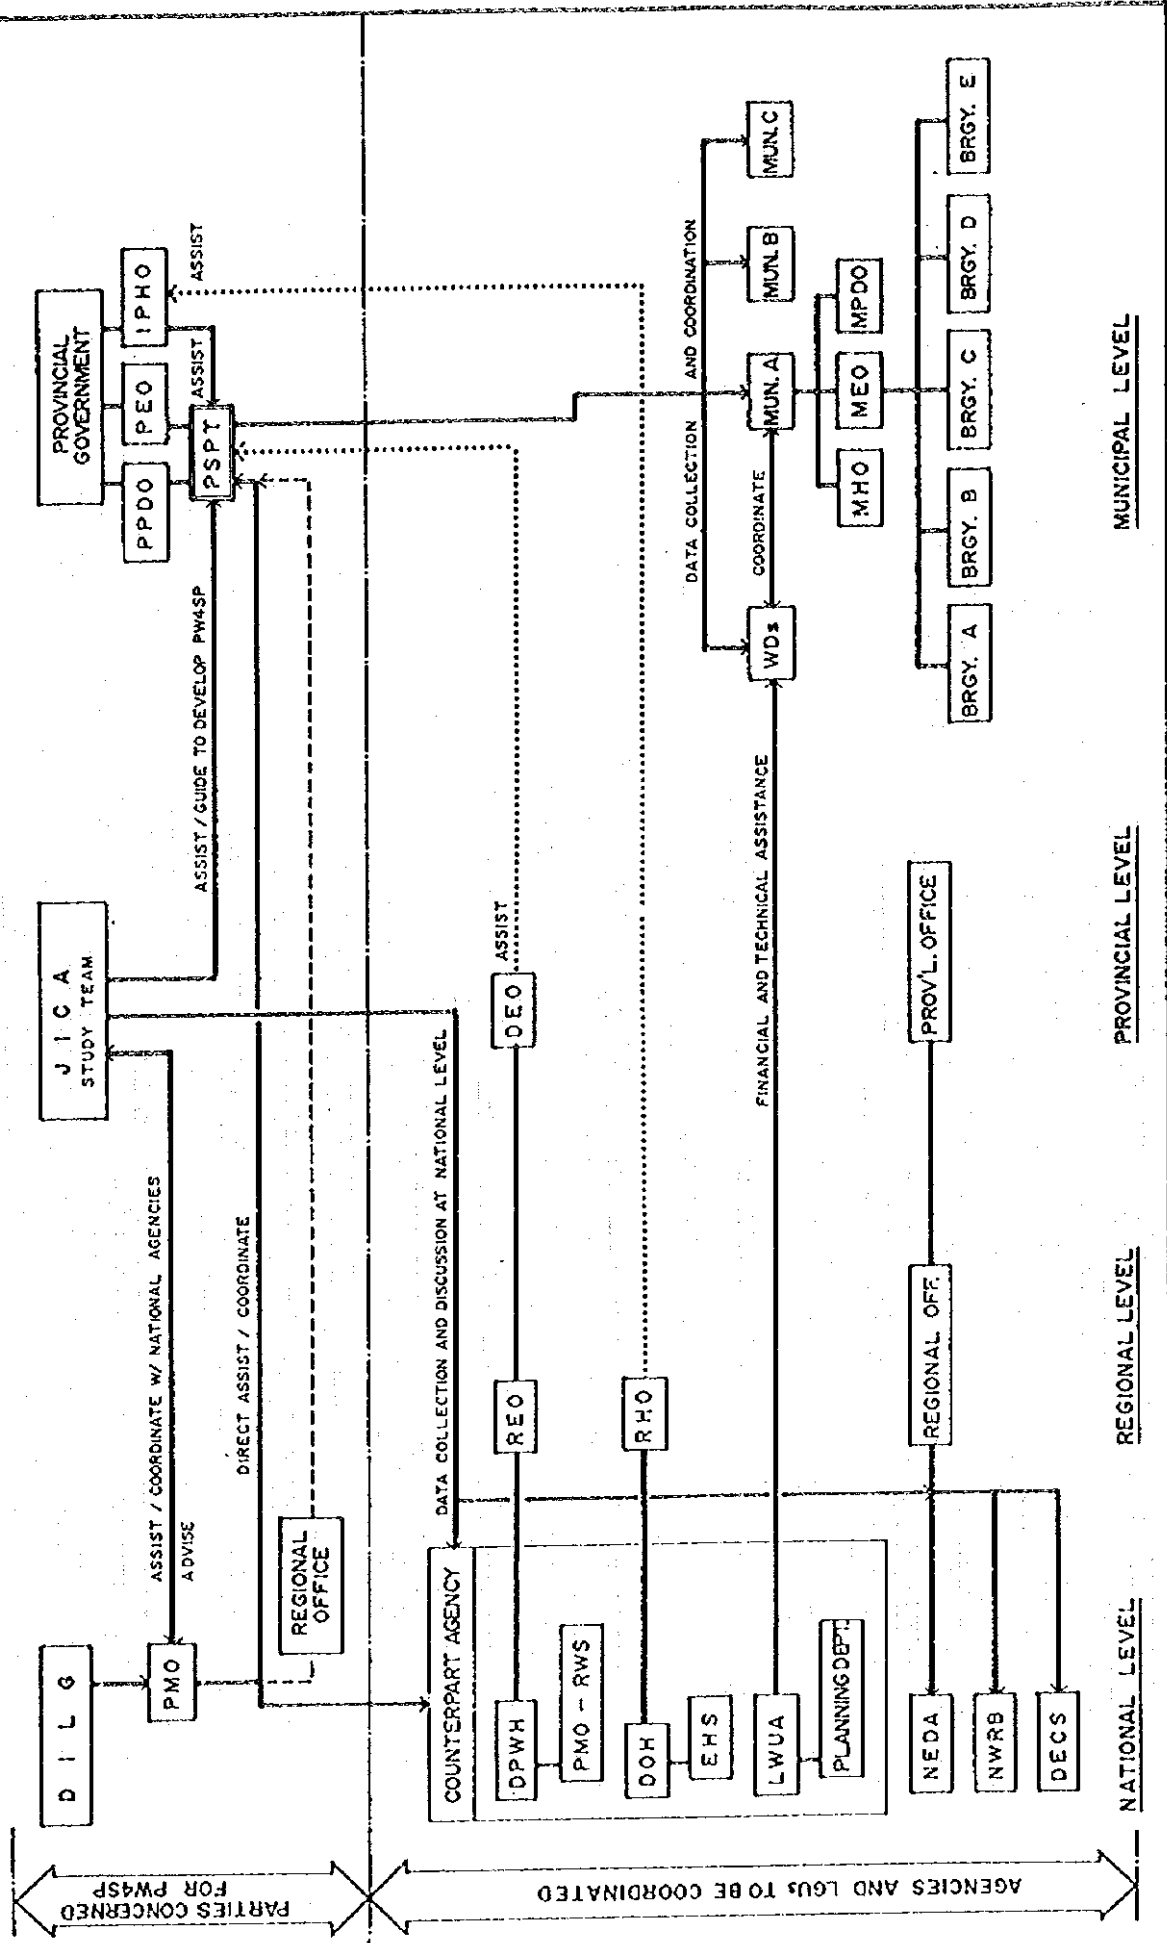 PARTIES CONCERNED
FOR PW4SP
AGENCIES AND LGUs TO BE COORDINATED
D I L G
PMO
ASSIST / COORDINATE W/ NATIONAL AGENCIES
ADVISE
J I C A
STUDY TEAM
ASSIST / GUIDE TO DEVELOP PW4SP
PROVINCIAL
GOVERNMENT
PPDO
PEO
IPHO
PSPT
ASSIST
ASSIST
DIRECT ASSIST / COORDINATE
REGIONAL
OFFICE
COUNTERPART AGENCY
DATA COLLECTION AND DISCUSSION AT NATIONAL LEVEL
DPWH
PMO - RWS
REO
DEO
ASSIST
DOH
EHS
RHO
LWUA
PLANNING DEPT.
FINANCIAL AND TECHNICAL ASSISTANCE
DATA COLLECTION AND COORDINATION
WDs
COORDINATE
MUN. A
MUN. B
MUN. C
MHO
MEO
MPDO
NEDA
REGIONAL OFF.
PROV'L. OFFICE
NWRB
DECS
BRGY. A
BRGY. B
BRGY. C
BRGY. D
BRGY. E
NATIONAL LEVEL
REGIONAL LEVEL
PROVINCIAL LEVEL
MUNICIPAL LEVEL